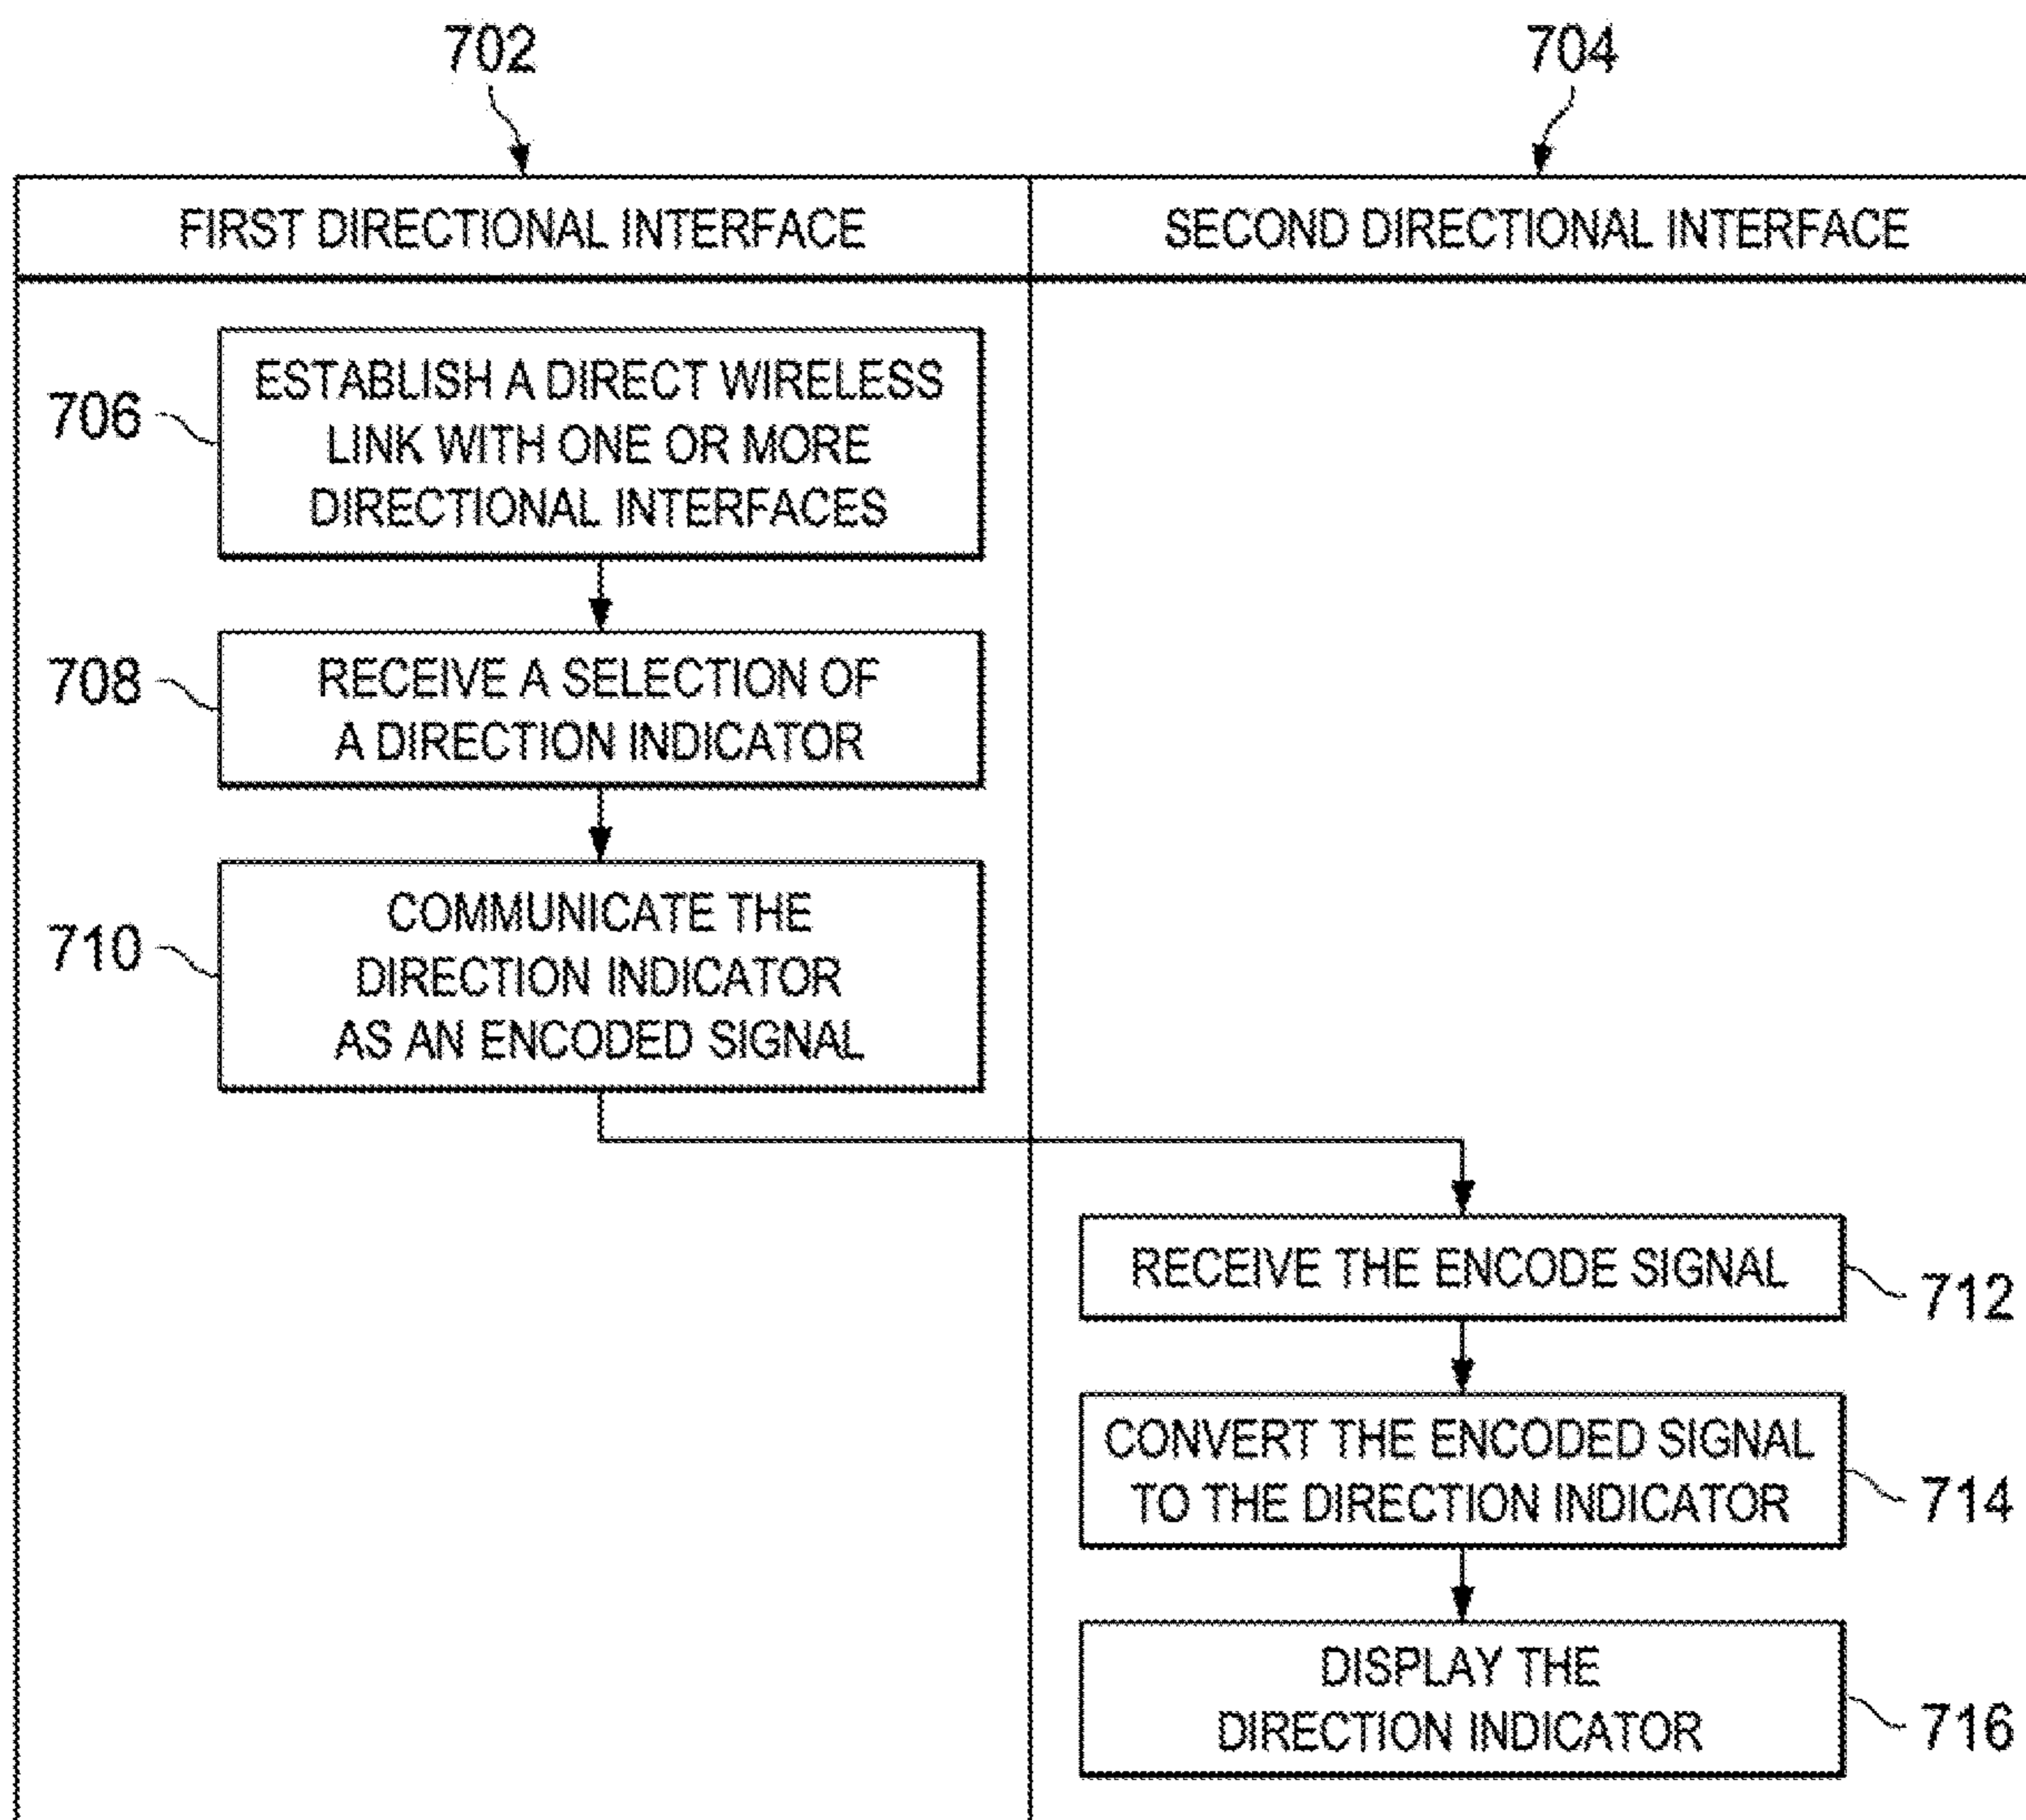 702
704
FIRST DIRECTIONAL INTERFACE
SECOND DIRECTIONAL INTERFACE
706
ESTABLISH A DIRECT WIRELESS
LINK WITH ONE OR MORE
DIRECTIONAL INTERFACES
708
RECEIVE A SELECTION OF
A DIRECTION INDICATOR
710
COMMUNICATE THE
DIRECTION INDICATOR
AS AN ENCODED SIGNAL
RECEIVE THE ENCODE SIGNAL
712
CONVERT THE ENCODED SIGNAL
TO THE DIRECTION INDICATOR
714
DISPLAY THE
DIRECTION INDICATOR
716